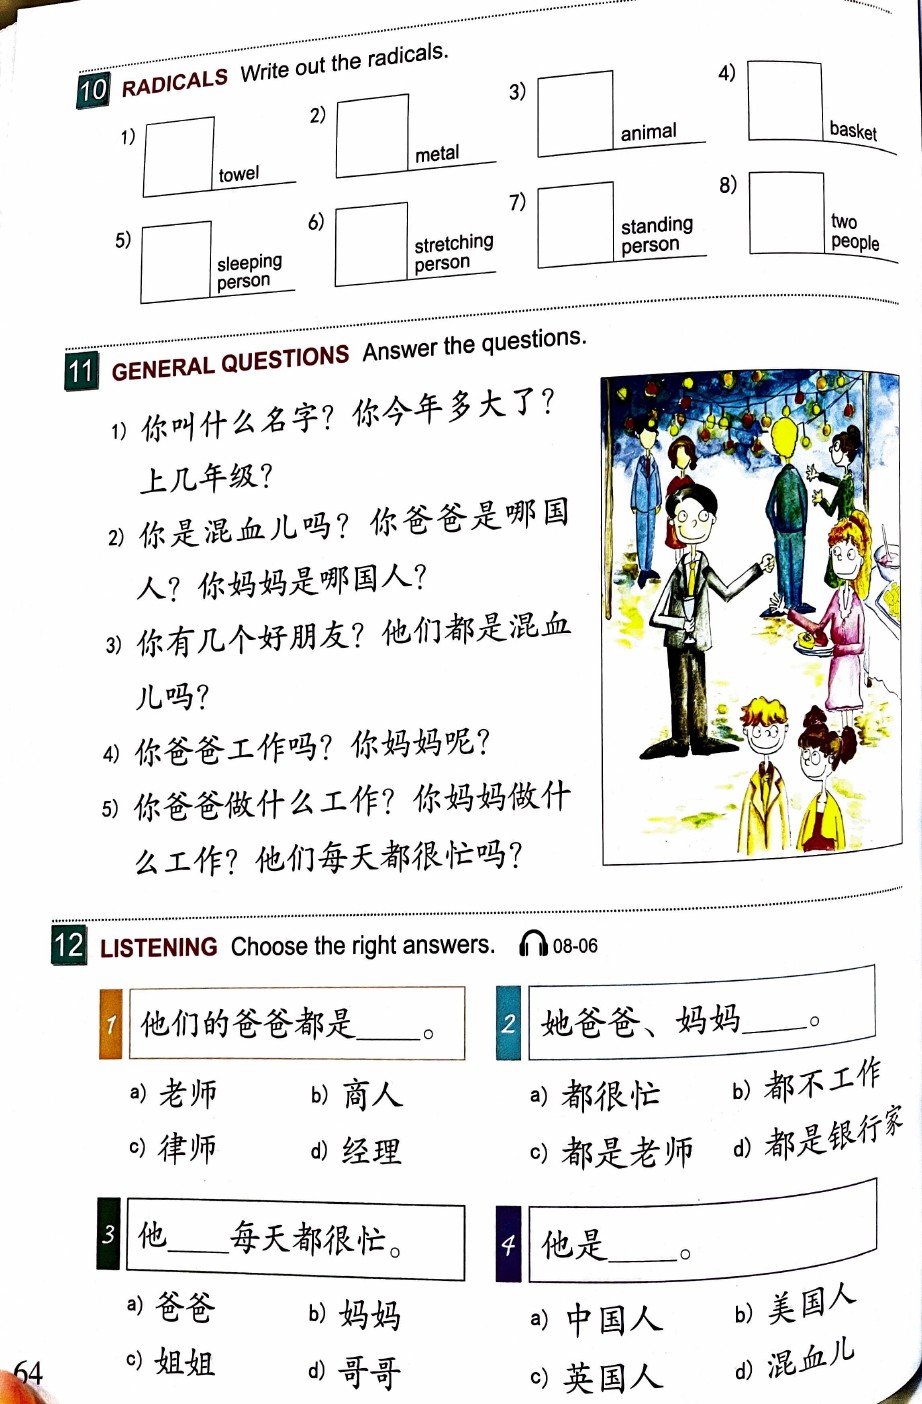 10 RADICALS Write out the radicals.
1) towel
2) metal
3) animal
4) basket
5) sleeping
person
6) stretching
person
7) standing
person
8) two
people
11 GENERAL QUESTIONS Answer the questions.
1) 你叫什么名字？你今年多大了？
上几年级？
2) 你是混血儿吗？你爸爸是哪国
人？你妈妈是哪国人？
3) 你有几个好朋友？他们都是混血
儿吗？
4) 你爸爸工作吗？你妈妈呢？
5) 你爸爸做什么工作？你妈妈做什
么工作？他们每天都很忙吗？
12 LISTENING Choose the right answers. 08-06
1 他们的爸爸都是____。
a) 老师 b) 商人
c) 律师 d) 经理
2 她爸爸、妈妈____。
a) 都很忙 b) 都不工作
c) 都是老师 d) 都是银行家
3 他____每天都很忙。
a) 爸爸 b) 妈妈
c) 姐姐 d) 哥哥
4 他是____。
a) 中国人 b) 美国人
c) 英国人 d) 混血儿
64